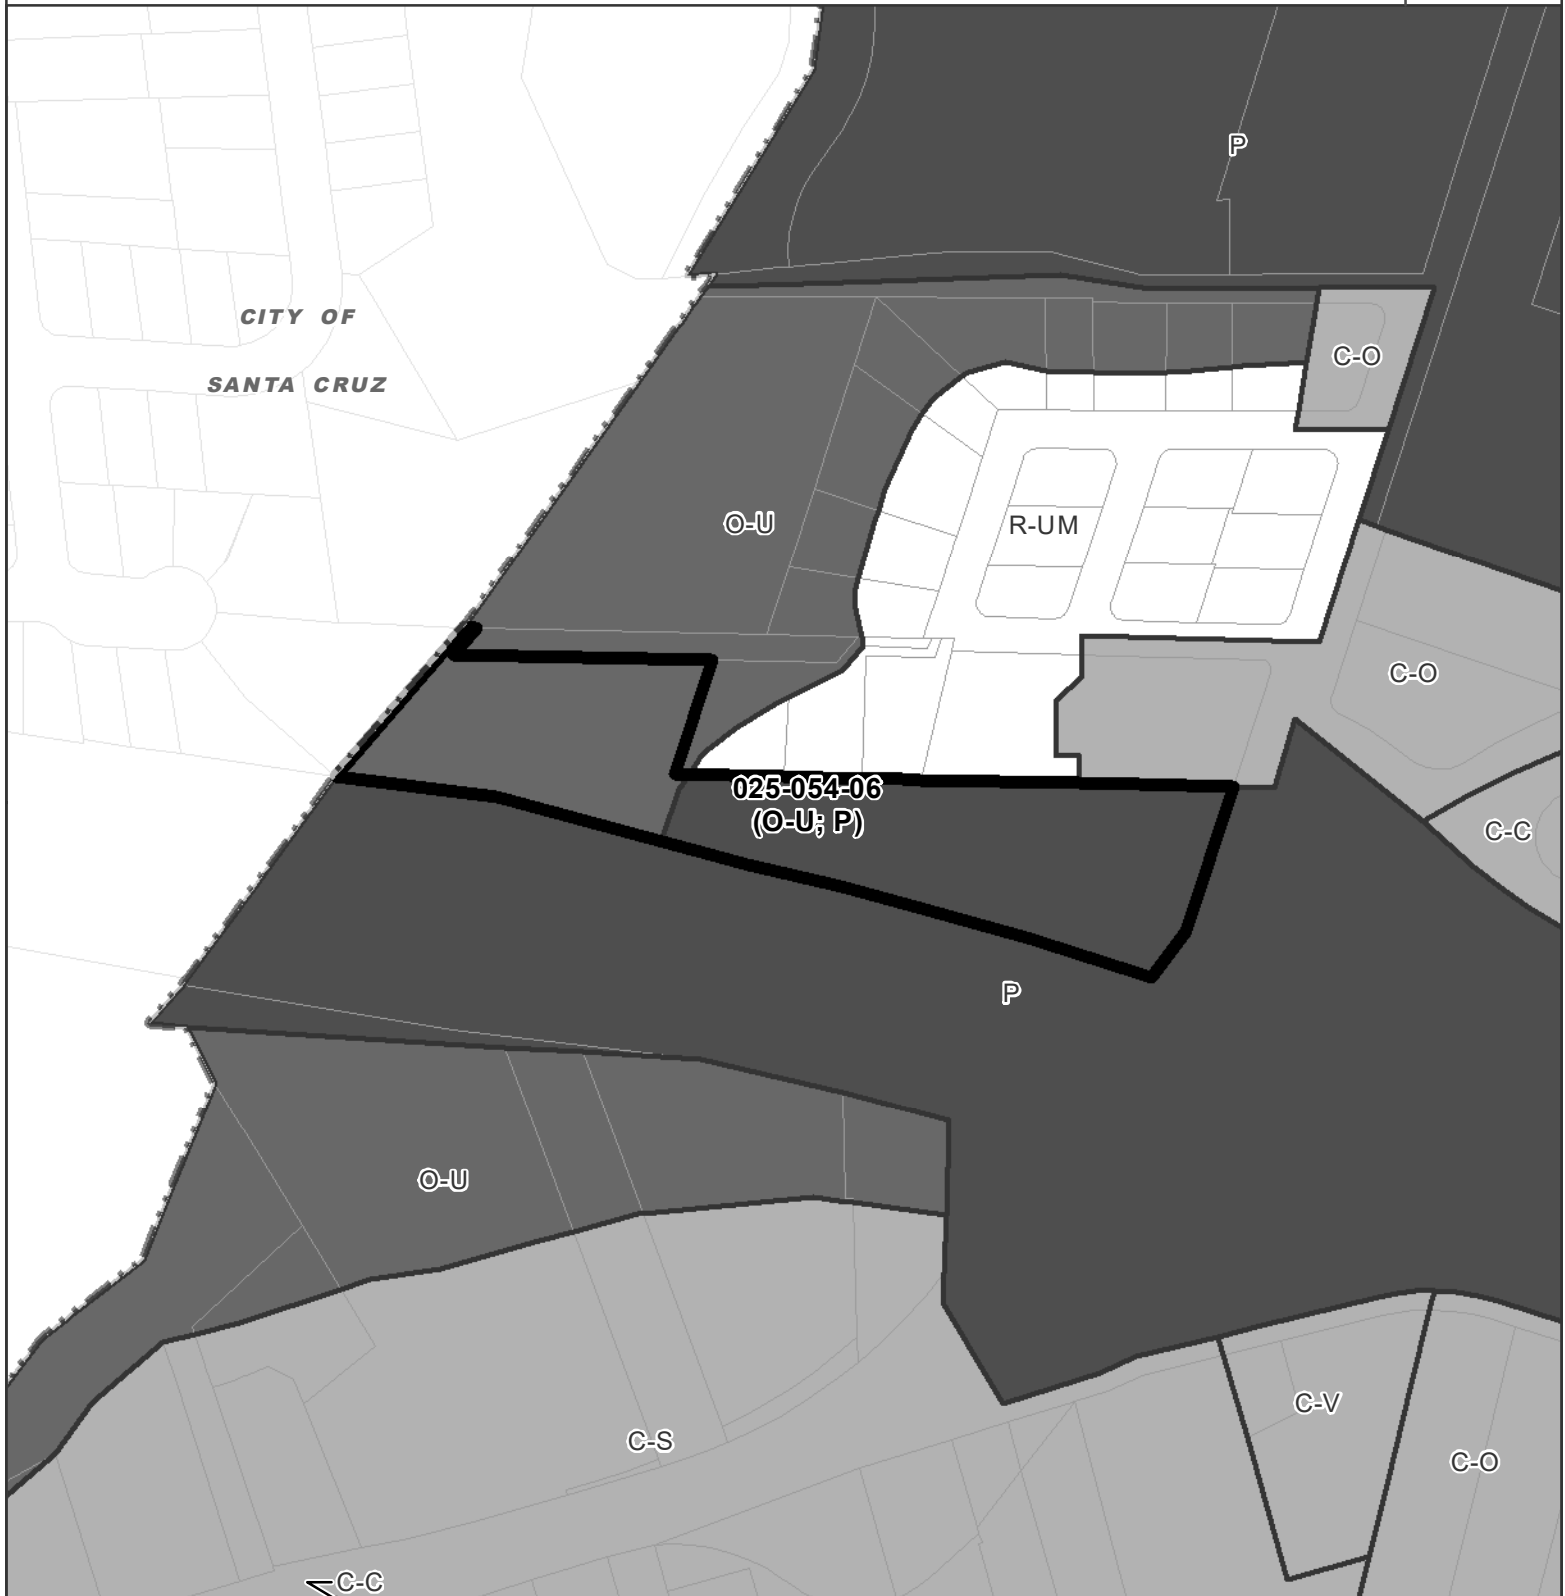 P
CITY OF
C-O
SANTA CRUZ
O-U
R-UM
C-O
025-054-06
(O-U; P)
C-C
P
O-U
C-V
C-S
C-O
C-C